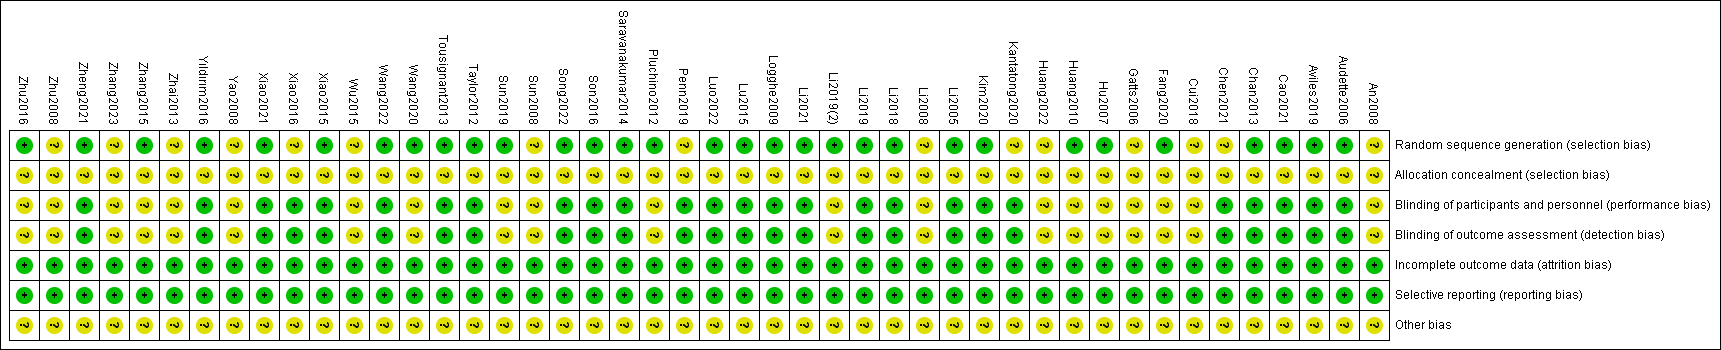 Zhu2016
Zhu2008
Zheng2021
Zhang2023
Zhang2015
Zhai2013
Yıldırım2016
Yao2008
Xiao2021
Xiao2016
Xiao2015
Wu2015
Wang2022
Wang2020
Tousignant2013
Taylor2012
Sun2019
Sun2008
Song2022
Son2016
Saravanakumar2014
Pluchino2012
Penn2019
Luo2022
Lu2015
Logghe2009
Li2021
Li2019(2)
Li2019
Li2018
Li2008
Li2005
Kim2020
Kantatong2020
Huang2022
Huang2010
Hu2007
Gatts2006
Fang2020
Cui2018
Chen2021
Chan2013
Cao2021
Aviles2019
Audette2006
An2008
Random sequence generation (selection bias)
Allocation concealment (selection bias)
Blinding of participants and personnel (performance bias)
Blinding of outcome assessment (detection bias)
Incomplete outcome data (attrition bias)
Selective reporting (reporting bias)
Other bias